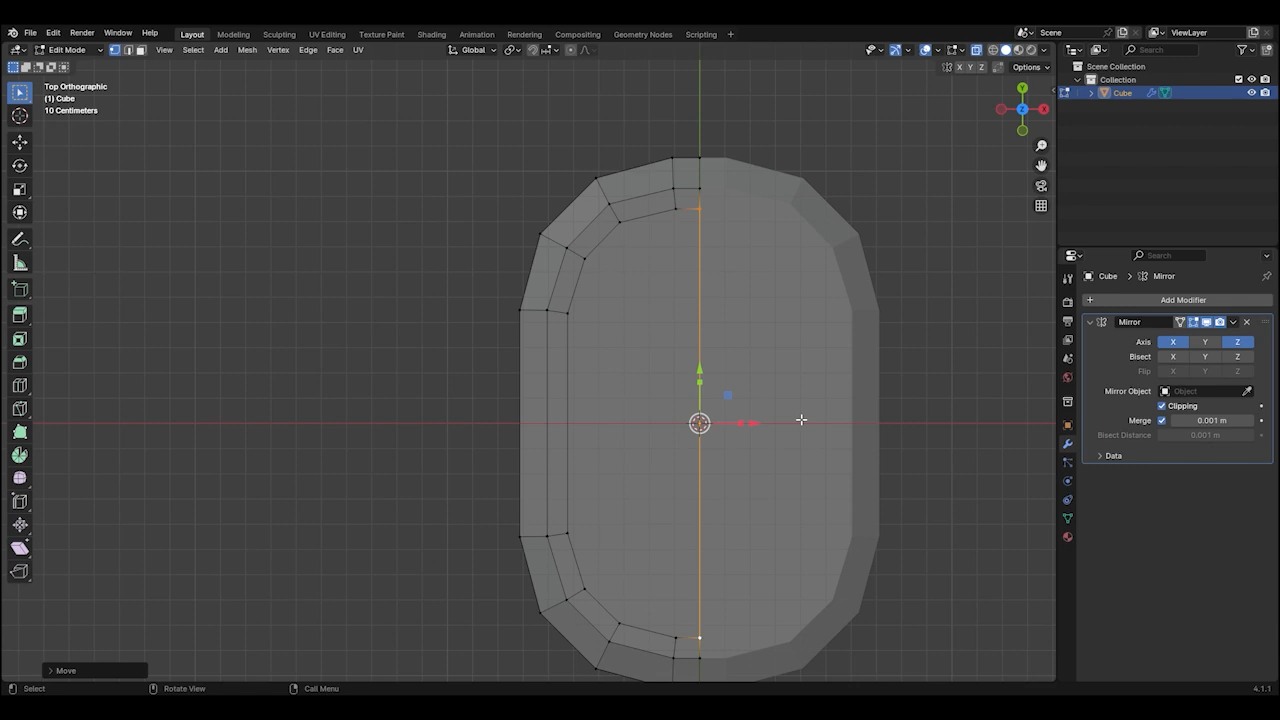 File Edit Render Window Help Layout Modeling Sculpting UV Editing Texture Paint Shading Animation Rendering Compositing Geometry Nodes Scripting + Scene ViewLayer
Edit Mode View Select Add Mesh Vertex Edge Face UV Global Search
X Y Z Options Scene Collection
Collection
Top Orthographic
(1) Cube
10 Centimeters
Cube
Y
X
Z
Search
Cube > Mirror
+ Add Modifier
Mirror
Axis X Y Z
Bisect X Y Z
Flip X Y Z
Mirror Object Object
Clipping
Merge 0.001 m
Bisect Distance 0.001 m
> Data
> Move
Select Rotate View Call Menu 4.1.1